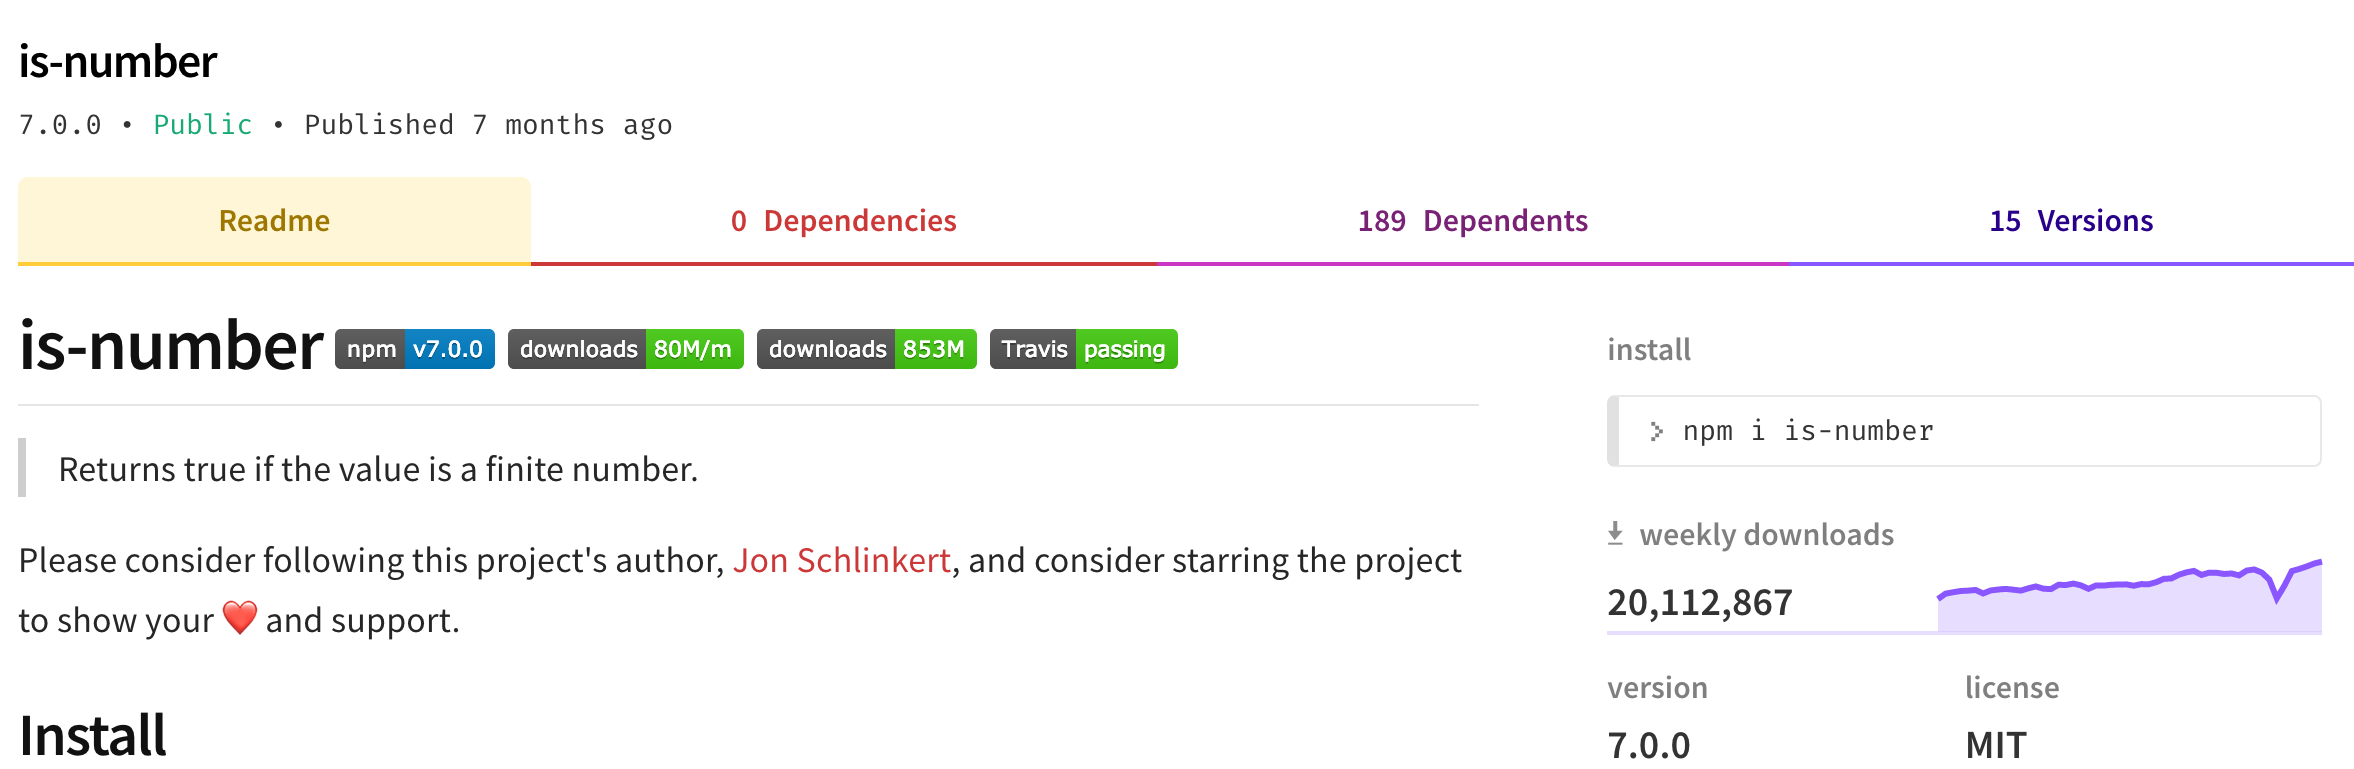 is-number
7.0.0 • Public • Published 7 months ago
Readme
0 Dependencies
189 Dependents
15 Versions
is-number
npm v7.0.0
downloads 80M/m
downloads 853M
Travis passing
Returns true if the value is a finite number.
Please consider following this project's author, Jon Schlinkert, and consider starring the project
to show your ❤️ and support.
Install
install
> npm i is-number
weekly downloads
20,112,867
version
7.0.0
license
MIT